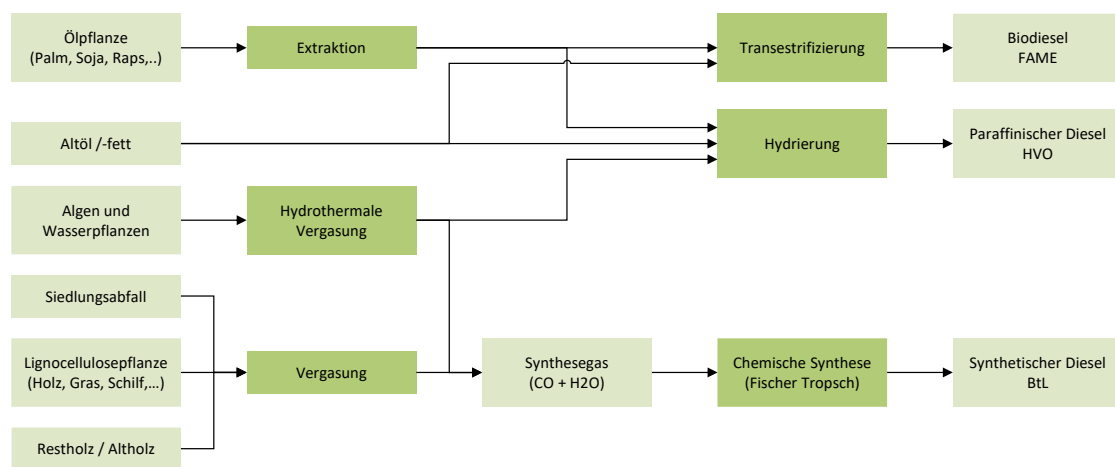 Ölpflanze
(Palm, Soja, Raps,..)
Extraktion
Transestrifizierung
Biodiesel
FAME
Altöl /-fett
Hydrierung
Paraffinischer Diesel
HVO
Algen und
Wasserpflanzen
Hydrothermale
Vergasung
Siedlungsabfall
Lignocellulosepflanze
(Holz, Gras, Schilf,…)
Vergasung
Synthesegas
(CO + H2O)
Chemische Synthese
(Fischer Tropsch)
Synthetischer Diesel
BtL
Restholz / Altholz